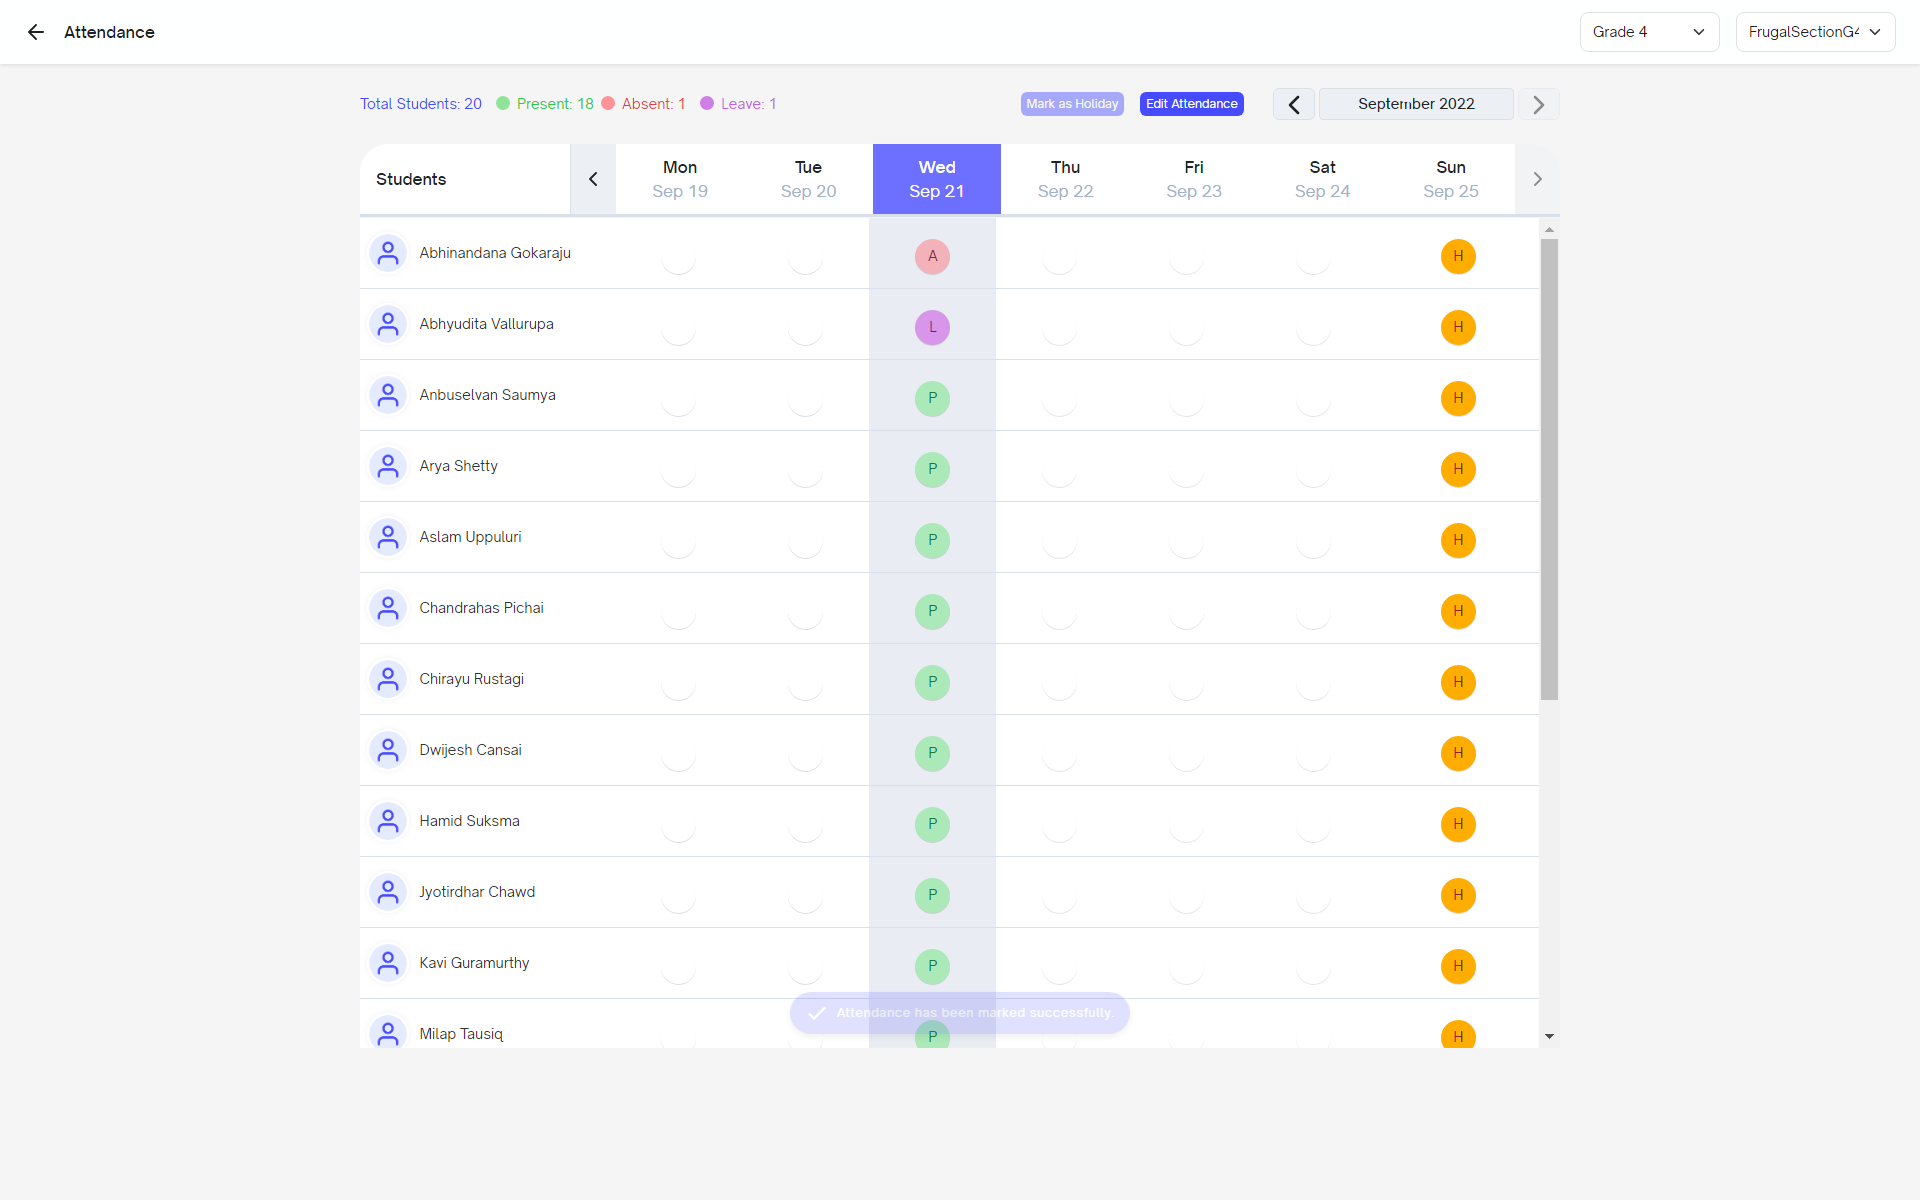 Attendance
Grade 4
FrugalSectionG4
Total Students: 20
Present: 18
Absent: 1
Leave: 1
Mark as Holiday
Edit Attendance
September 2022
Students
Mon
Sep 19
Tue
Sep 20
Wed
Sep 21
Thu
Sep 22
Fri
Sep 23
Sat
Sep 24
Sun
Sep 25
Abhinandana Gokaraju A H
Abhyudita Vallurupa L H
Anbuselvan Saumya P H
Arya Shetty P H
Aslam Uppuluri P H
Chandrahas Pichai P H
Chirayu Rustagi P H
Dwijesh Cansai P H
Hamid Suksma P H
Jyotirdhar Chawd P H
Kavi Guramurthy P H
Attendance has been marked successfully.
Milap Tausiq P H